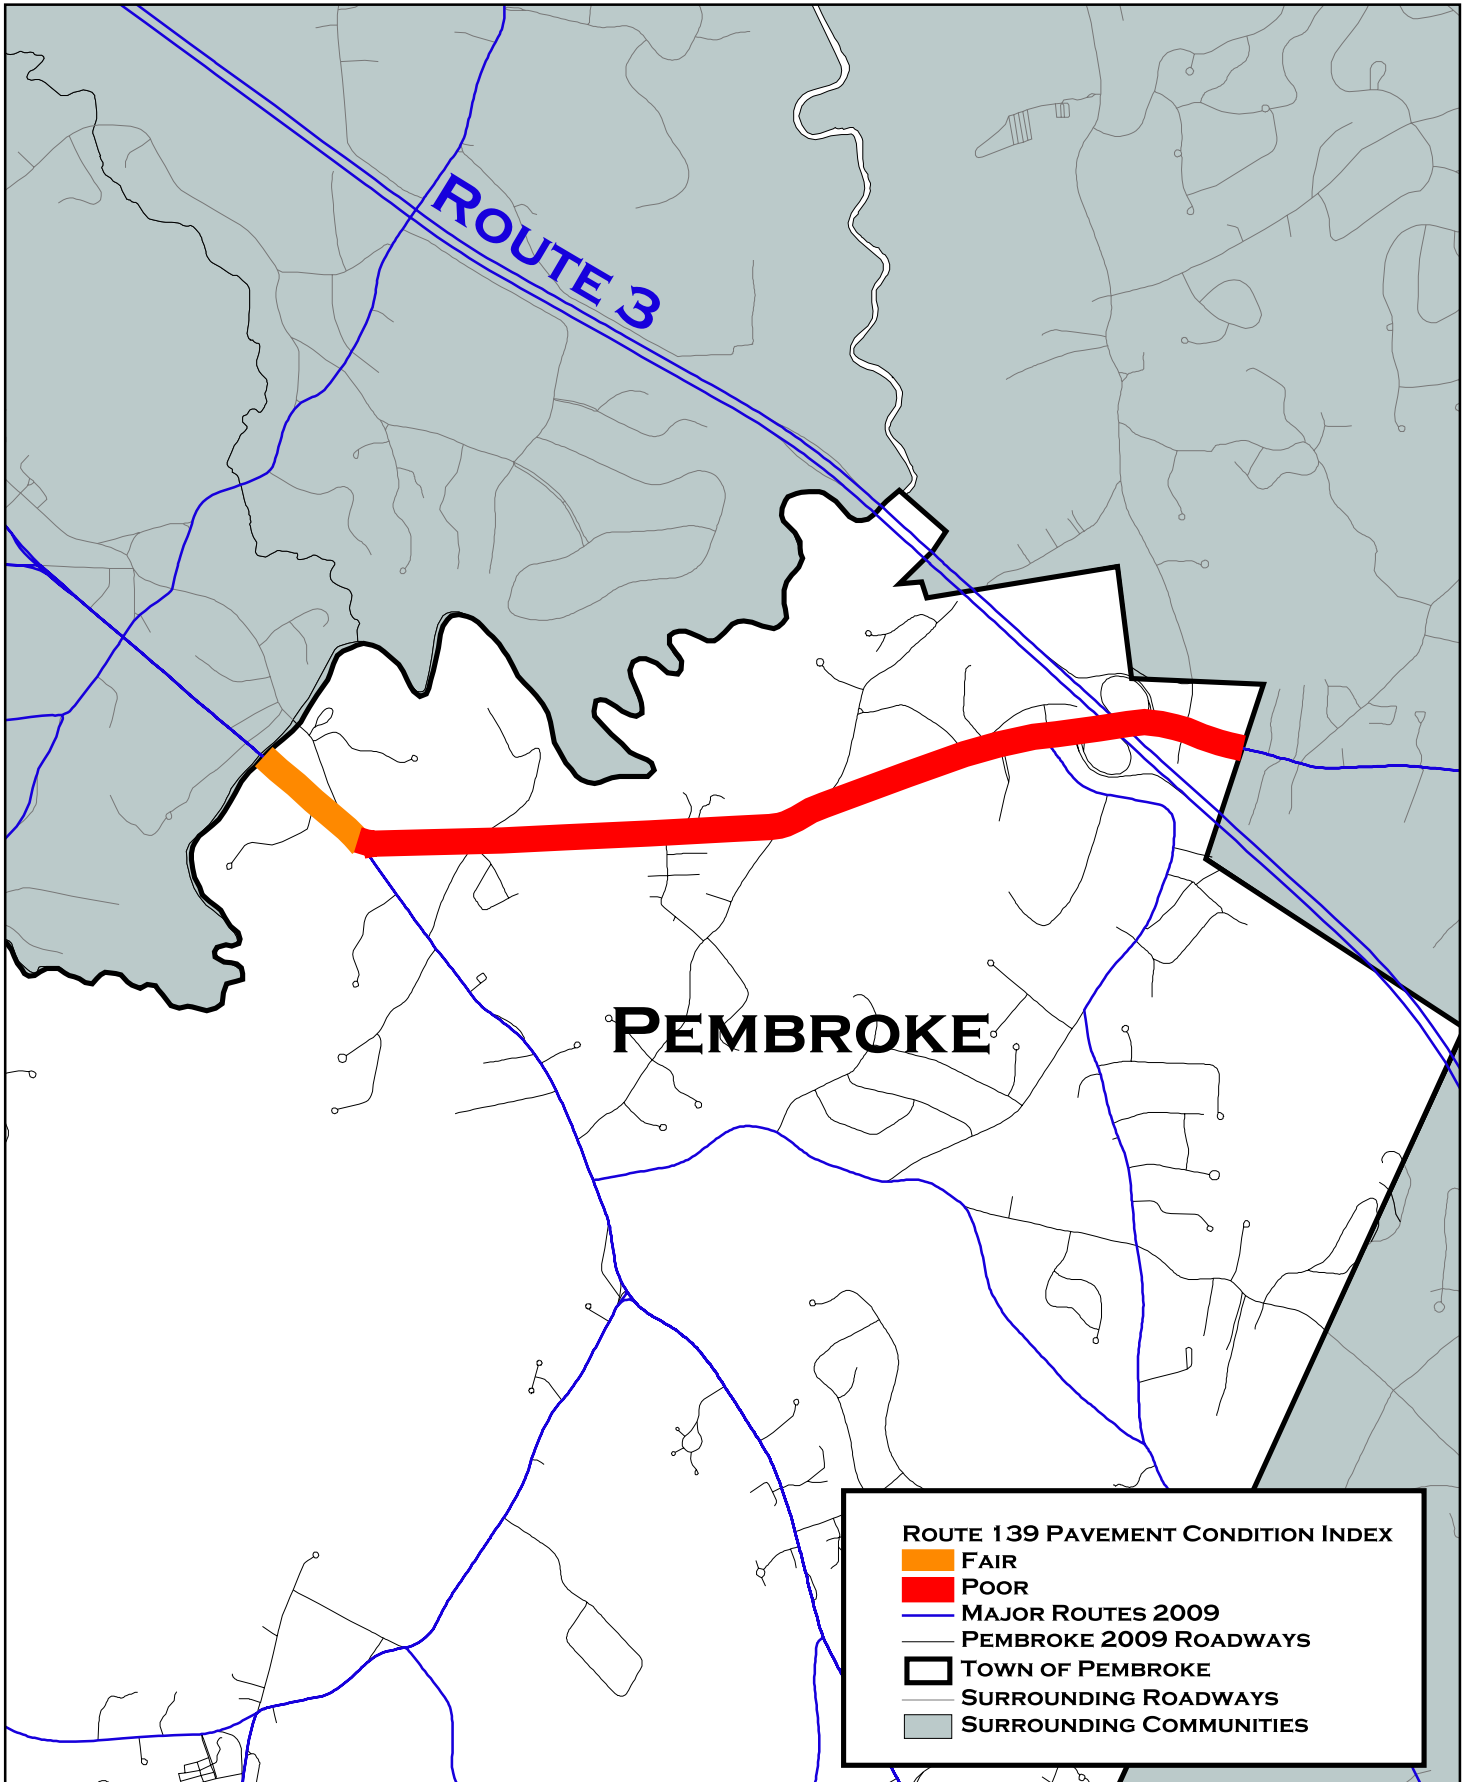 Route 3
Pembroke
Route 139 Pavement Condition Index
Fair
Poor
Major Routes 2009
Pembroke 2009 Roadways
Town of Pembroke
Surrounding Roadways
Surrounding Communities